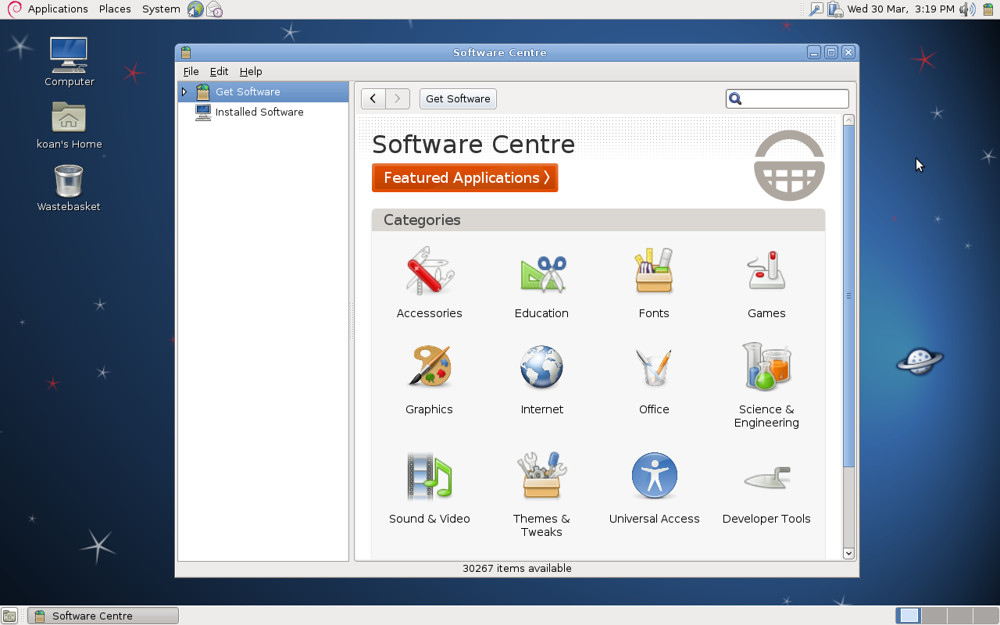 Applications Places System Wed 30 Mar, 3:19 PM
Computer
koan's Home
Wastebasket
Software Centre
File Edit Help
Get Software
Installed Software
Get Software
Software Centre
Featured Applications
Categories
Accessories Education Fonts Games
Graphics Internet Office Science &
Engineering
Sound & Video Themes & Universal Access Developer Tools
Tweaks
30267 items available
Software Centre